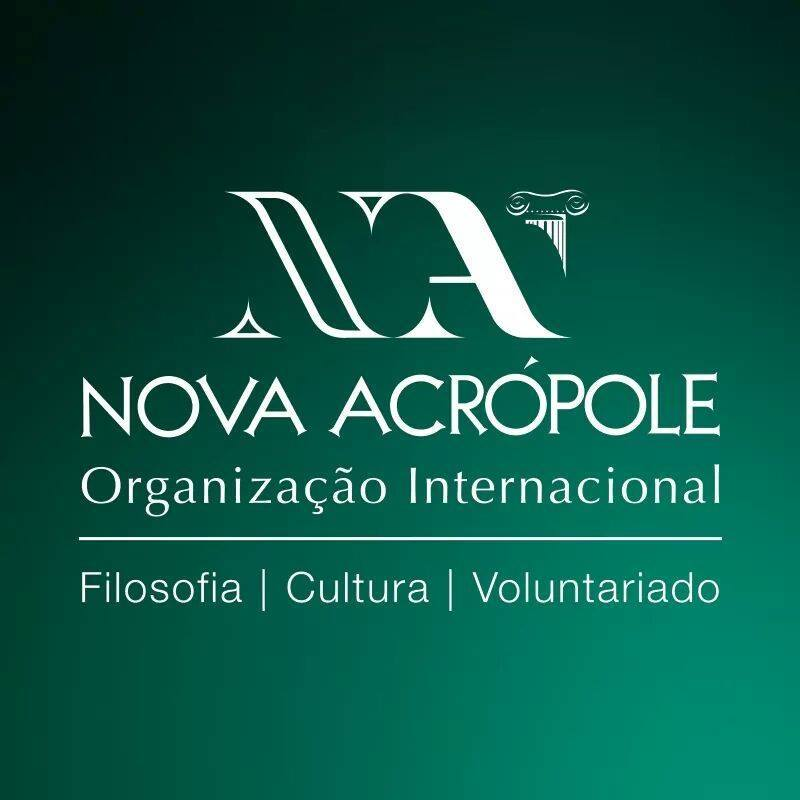 NA
NOVA ACRÓPOLE
Organização Internacional
Filosofia | Cultura | Voluntariado